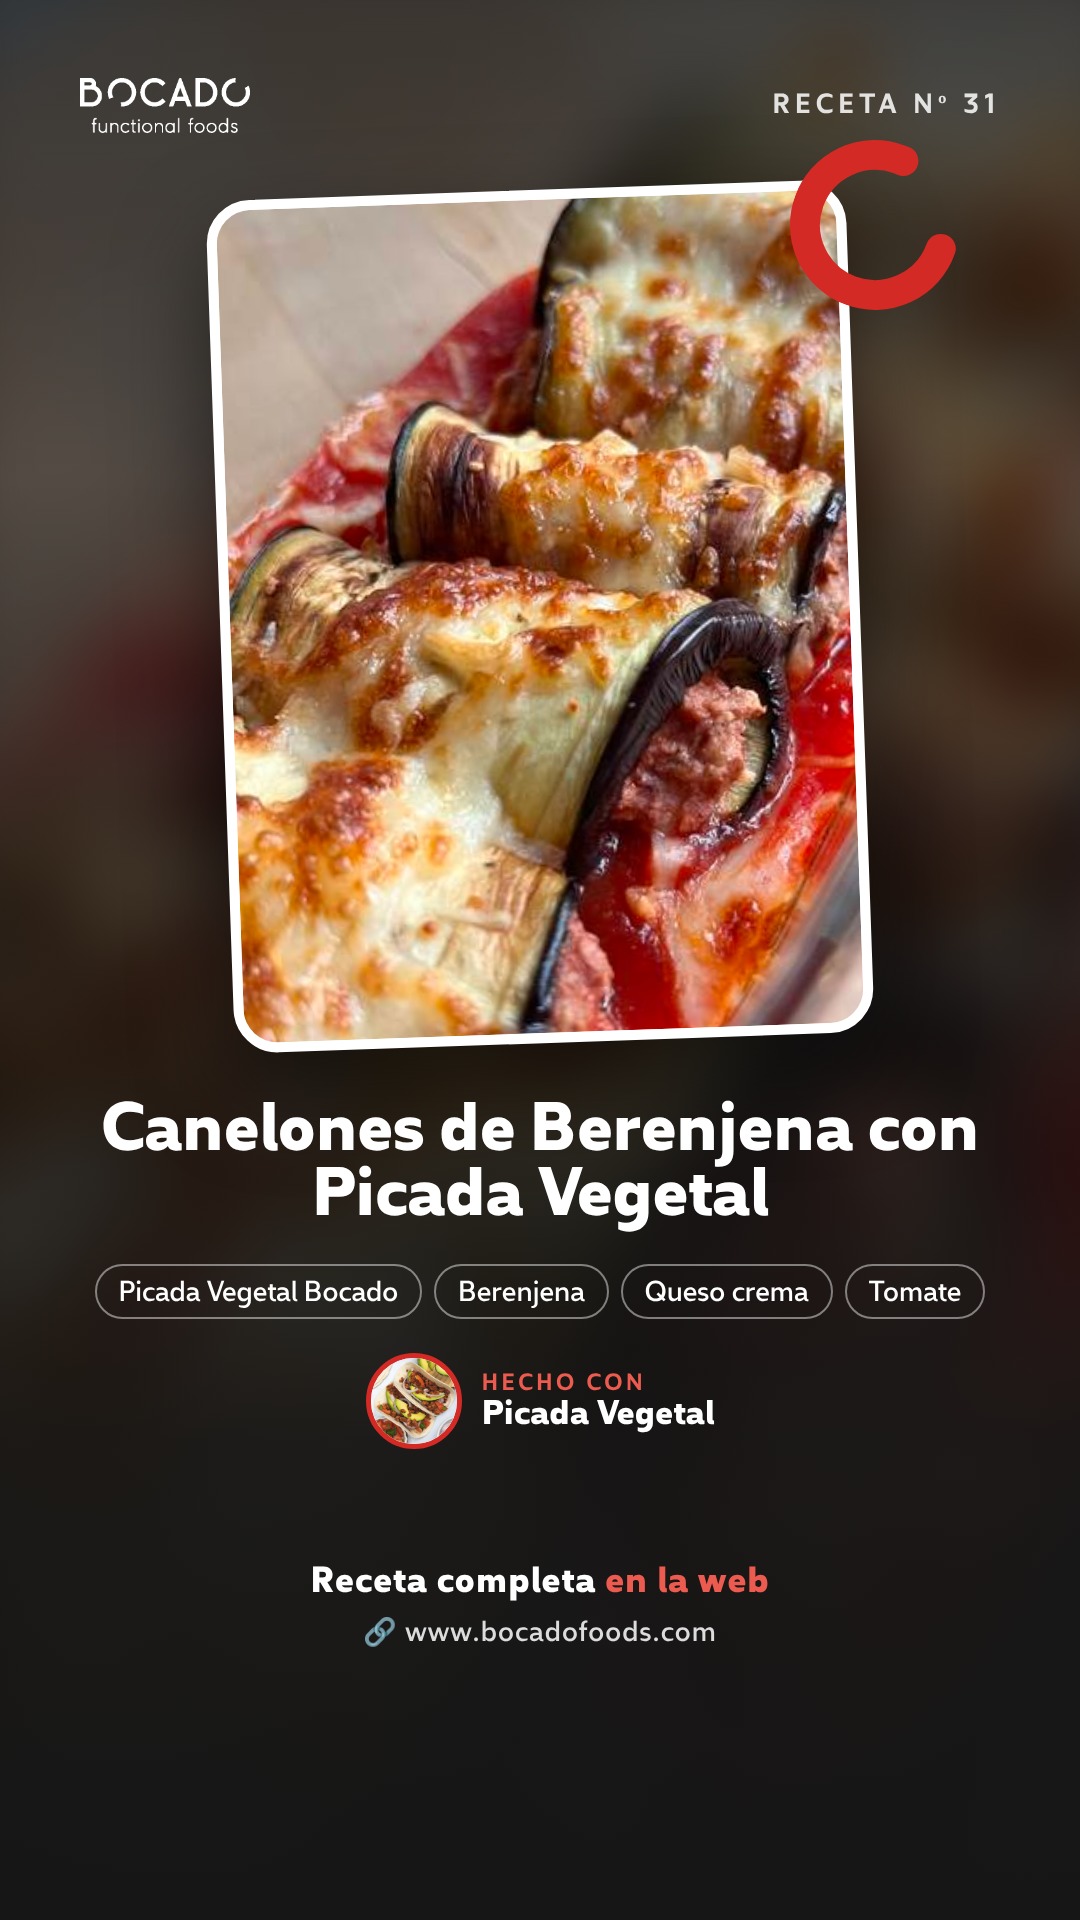 BOCADO
functional foods
RECETA Nº 31
Canelones de Berenjena con
Picada Vegetal
Picada Vegetal Bocado
Berenjena
Queso crema
Tomate
HECHO CON
Picada Vegetal
Receta completa en la web
www.bocadofoods.com